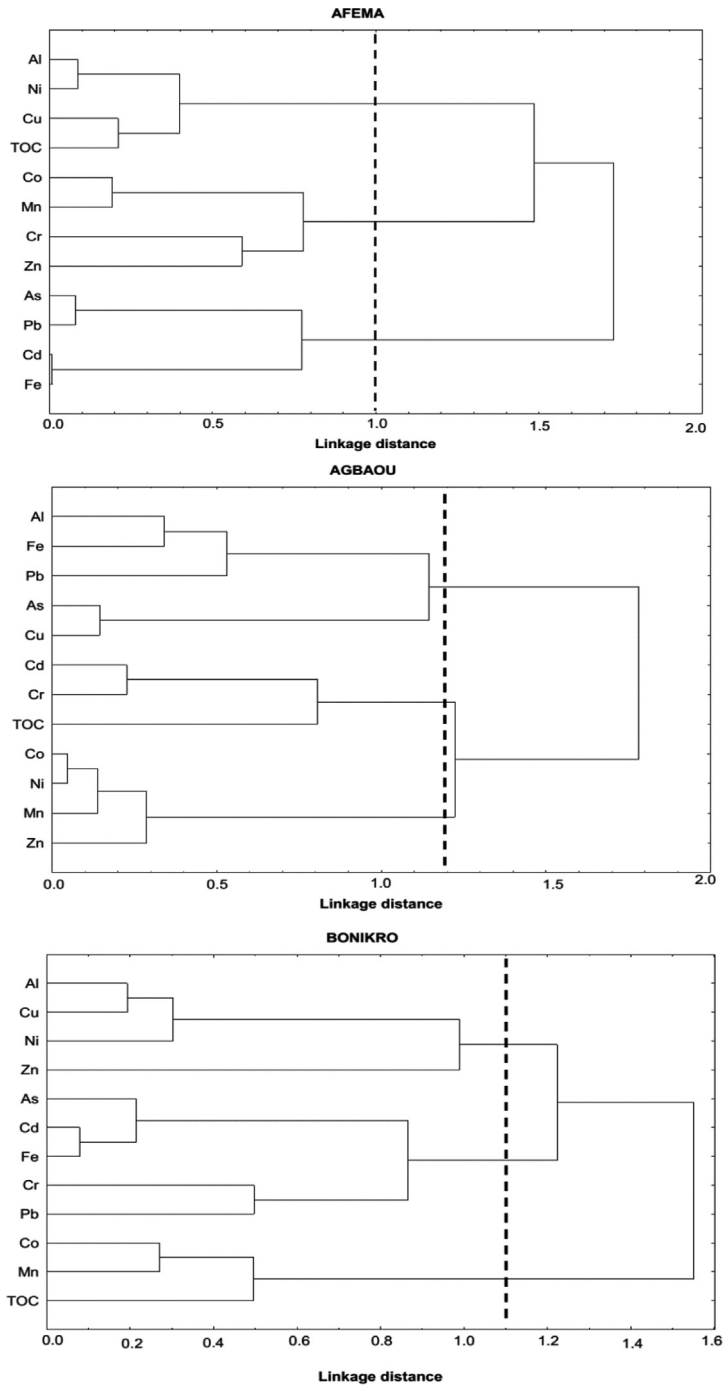 AFEMA
Al
Ni
Cu
TOC
Co
Mn
Cr
Zn
As
Pb
Cd
Fe
0.0 0.5 1.0 1.5 2.0
Linkage distance
AGBAOU
Al
Fe
Pb
As
Cu
Cd
Cr
TOC
Co
Ni
Mn
Zn
0.0 0.5 1.0 1.5 2.0
Linkage distance
BONIKRO
Al
Cu
Ni
Zn
As
Cd
Fe
Cr
Pb
Co
Mn
TOC
0.0 0.2 0.4 0.6 0.8 1.0 1.2 1.4 1.6
Linkage distance